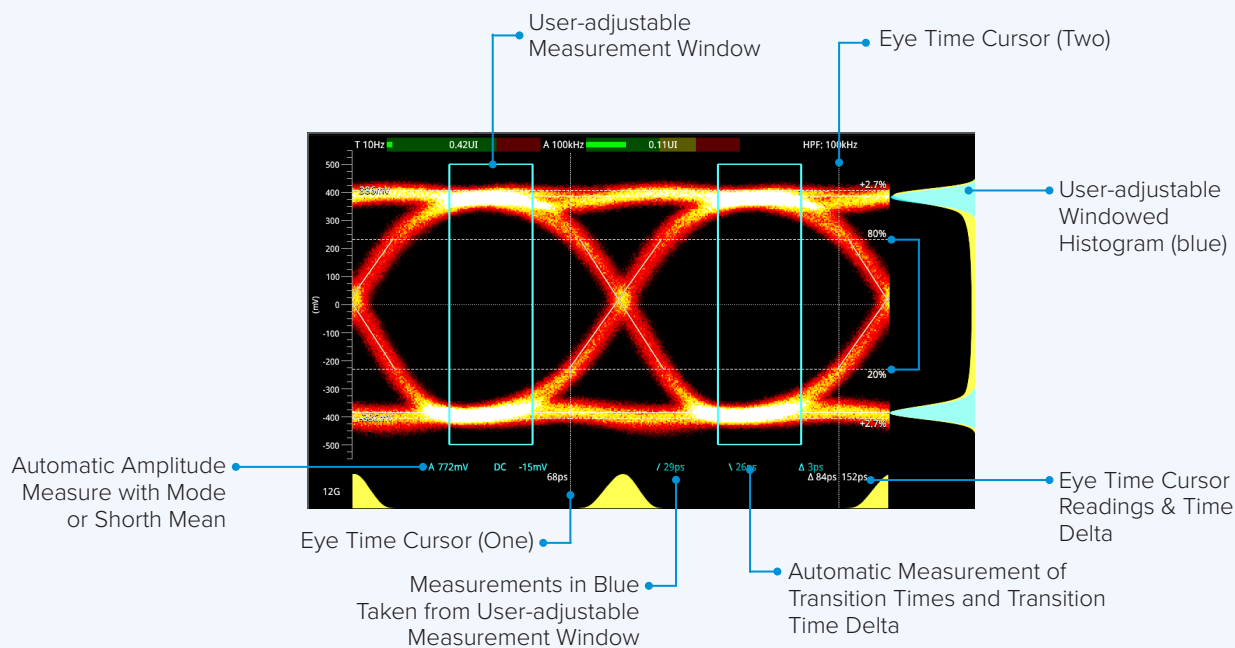 User-adjustable
Measurement Window
Eye Time Cursor (Two)
T 10Hz 0.42UI A 100kHz 0.11UI HPF: 100kHz
500
400
300
200
100
0
-100
-200
-300
-400
-500
(mV)
+2.7%
80%
20%
+2.7%
User-adjustable
Windowed
Histogram (blue)
A 772mV DC -15mV / 29ps \ 26ps Δ 3ps
68ps Δ 84ps 152ps
12G
Automatic Amplitude
Measure with Mode
or Shorth Mean
Eye Time Cursor (One)
Measurements in Blue
Taken from User-adjustable
Measurement Window
Automatic Measurement of
Transition Times and Transition
Time Delta
Eye Time Cursor
Readings & Time
Delta